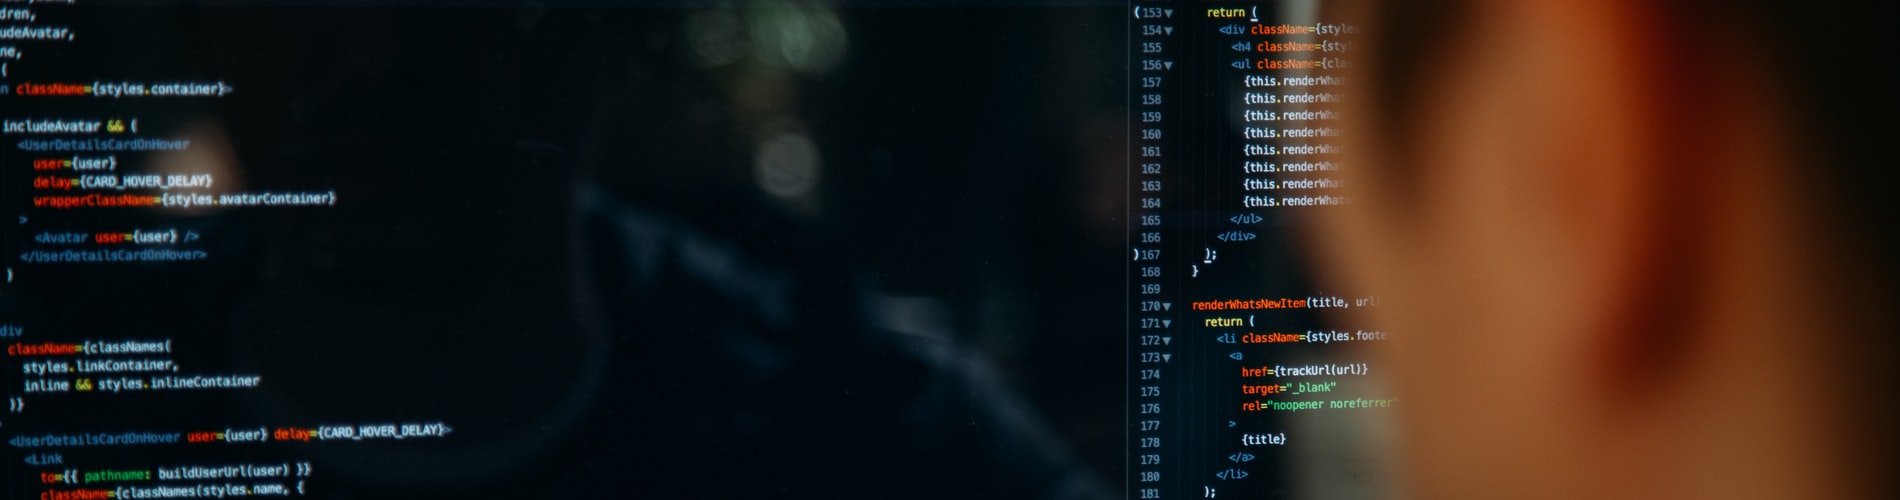 dren,
udeAvatar,
ne,
(
n className={styles.container}>
includeAvatar && (
<UserDetailsCardOnHover
user={user}
delay={CARD_HOVER_DELAY}
wrapperClassName={styles.avatarContainer}
>
<Avatar user={user} />
</UserDetailsCardOnHover>
)
div
className={classNames(
styles.linkContainer,
inline && styles.inlineContainer
)}
<UserDetailsCardOnHover user={user} delay={CARD_HOVER_DELAY}>
<Link
to={{ pathname: buildUserUrl(user) }}
className={classNames(styles.name, {
(153 return (
154 <div className={style
155 <h4 className={sty
156 <ul className={cla
157 {this.renderWhat
158 {this.renderWha
159 {this.renderWha
160 {this.renderWha
161 {this.renderWha
162 {this.renderWha
163 {this.renderWhat
164 {this.renderWhats
165 </ul>
166 </div>
)167 );
168 }
169
170 renderWhatsNewItem(title, url)
171 return (
172 <li className={styles.foote
173 <a
174 href={trackUrl(url)}
175 target="_blank"
176 rel="noopener noreferrer"
177 >
178 {title}
179 </a>
180 </li>
181 );